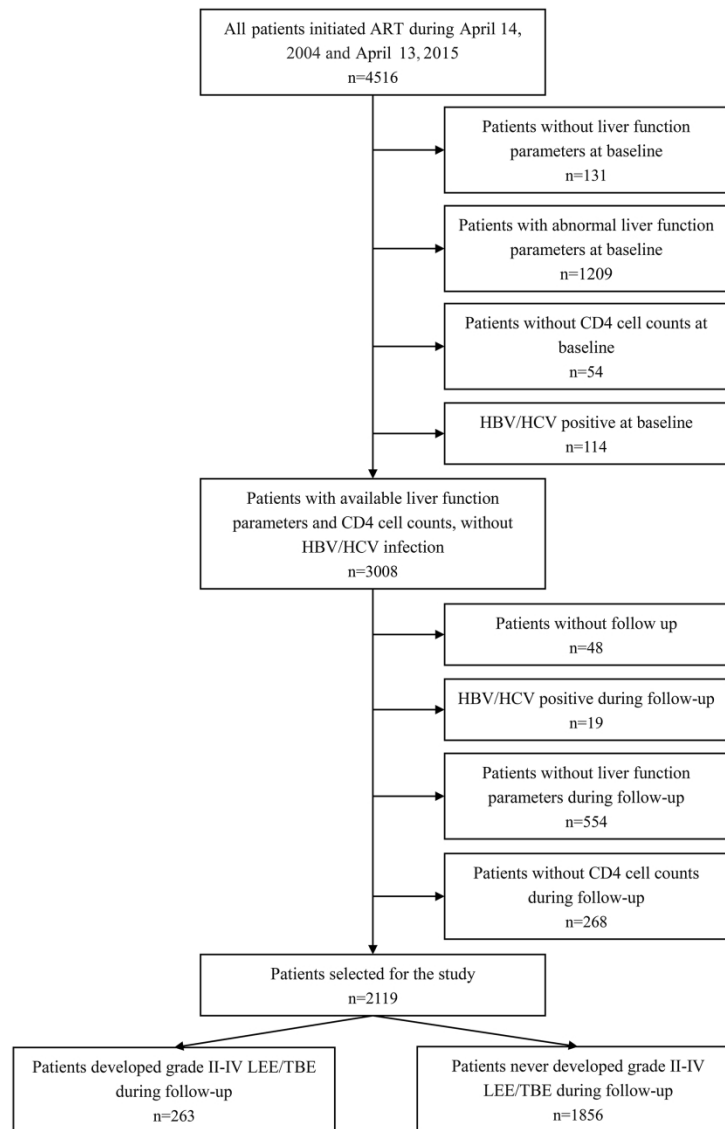 All patients initiated ART during April 14,
2004 and April 13, 2015
n=4516
Patients without liver function
parameters at baseline
n=131
Patients with abnormal liver function
parameters at baseline
n=1209
Patients without CD4 cell counts at
baseline
n=54
HBV/HCV positive at baseline
n=114
Patients with available liver function
parameters and CD4 cell counts, without
HBV/HCV infection
n=3008
Patients without follow up
n=48
HBV/HCV positive during follow-up
n=19
Patients without liver function
parameters during follow-up
n=554
Patients without CD4 cell counts
during follow-up
n=268
Patients selected for the study
n=2119
Patients developed grade II-IV LEE/TBE
during follow-up
n=263
Patients never developed grade II-IV
LEE/TBE during follow-up
n=1856